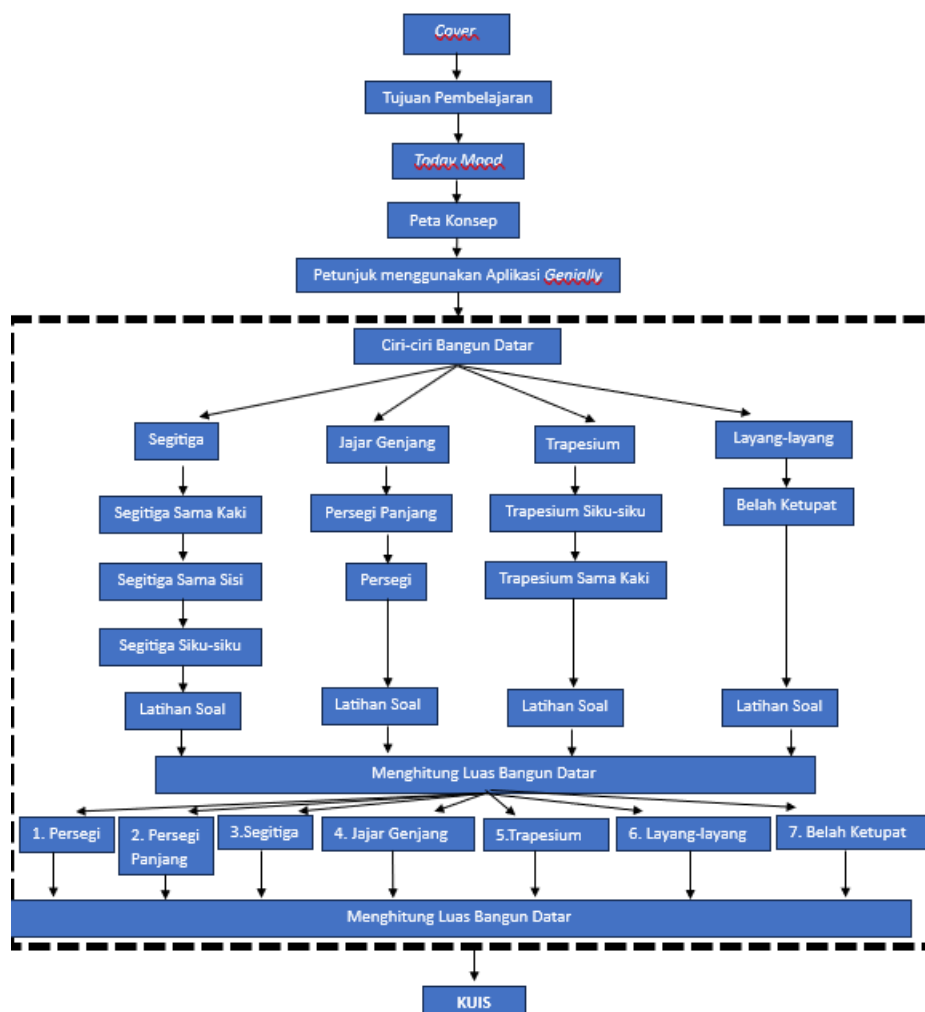 Cover
Tujuan Pembelajaran
Today Mood
Peta Konsep
Petunjuk menggunakan Aplikasi Genially
Ciri-ciri Bangun Datar
Segitiga
Jajar Genjang
Trapesium
Layang-layang
Segitiga Sama Kaki
Persegi Panjang
Trapesium Siku-siku
Belah Ketupat
Segitiga Sama Sisi
Persegi
Trapesium Sama Kaki
Segitiga Siku-siku
Latihan Soal
Latihan Soal
Latihan Soal
Latihan Soal
Menghitung Luas Bangun Datar
1. Persegi
2. Persegi
Panjang
3.Segitiga
4. Jajar Genjang
5.Trapesium
6. Layang-layang
7. Belah Ketupat
Menghitung Luas Bangun Datar
KUIS